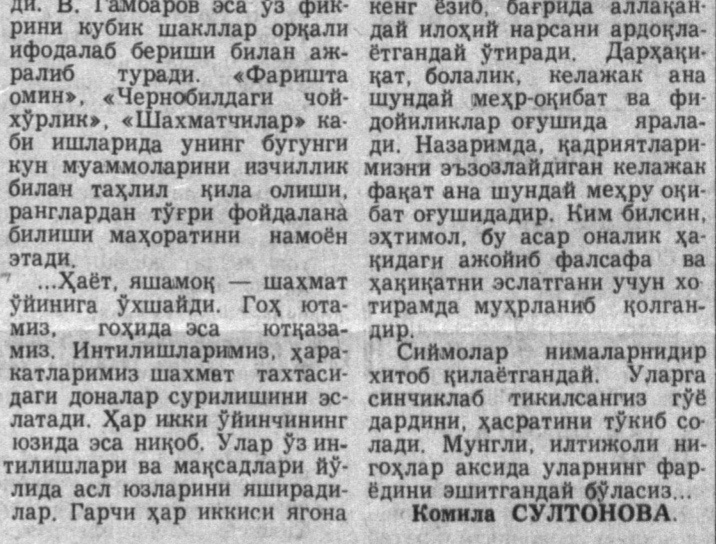 ди. В. Гамбаров эса ўз фик-
рини кубик шакллар орқали
ифодалаб бериши билан аж-
ралиб туради. «Фаришта
омин», «Чернобилдаги чой-
хўрлик», «Шахматчилар» ка-
би ишларида унинг бугунги
кун муаммоларини изчиллик
билан таҳлил қила олиши,
ранглардан тўғри фойдалана
билиши маҳоратини намоён
этади.
...Ҳаёт, яшамоқ — шахмат
ўйинига ўхшайди. Гоҳ юта-
миз, гоҳида эса ютқаза-
миз. Интилишларимиз, ҳара-
катларимиз шахмат тахтаси-
даги доналар сурилишини эс-
латади. Ҳар икки ўйинчининг
юзида эса ниқоб. Улар ўз ин-
тилишлари ва мақсадлари йў-
лида асл юзларини яширади-
лар. Гарчи ҳар иккиси ягона
кенг ёзиб, бағрида аллақан-
дай илоҳий нарсани ардоқла-
ётгандай ўтиради. Дарҳақи-
қат, болалик, келажак ана
шундай меҳр-оқибат ва фи-
дойиликлар оғушида ярала-
ди. Назаримда, қадриятлари-
мизни эъзозлайдиган келажак
фақат ана шундай меҳру оқи-
бат оғушидадир. Ким билсин,
эҳтимол, бу асар оналик ҳа-
қидаги ажойиб фалсафа ва
ҳақиқатни эслатгани учун хо-
тирамда муҳрланиб қолган-
дир.
Сиймолар нималарнидир
хитоб қилаётгандай. Уларга
синчиклаб тикилсангиз гўё
дардини, ҳасратини тўкиб со-
лади. Мунгли, илтижоли ни-
гоҳлар аксида уларнинг фар-
ёдини эшитгандай бўласиз...
Комила СУЛТОНОВА.